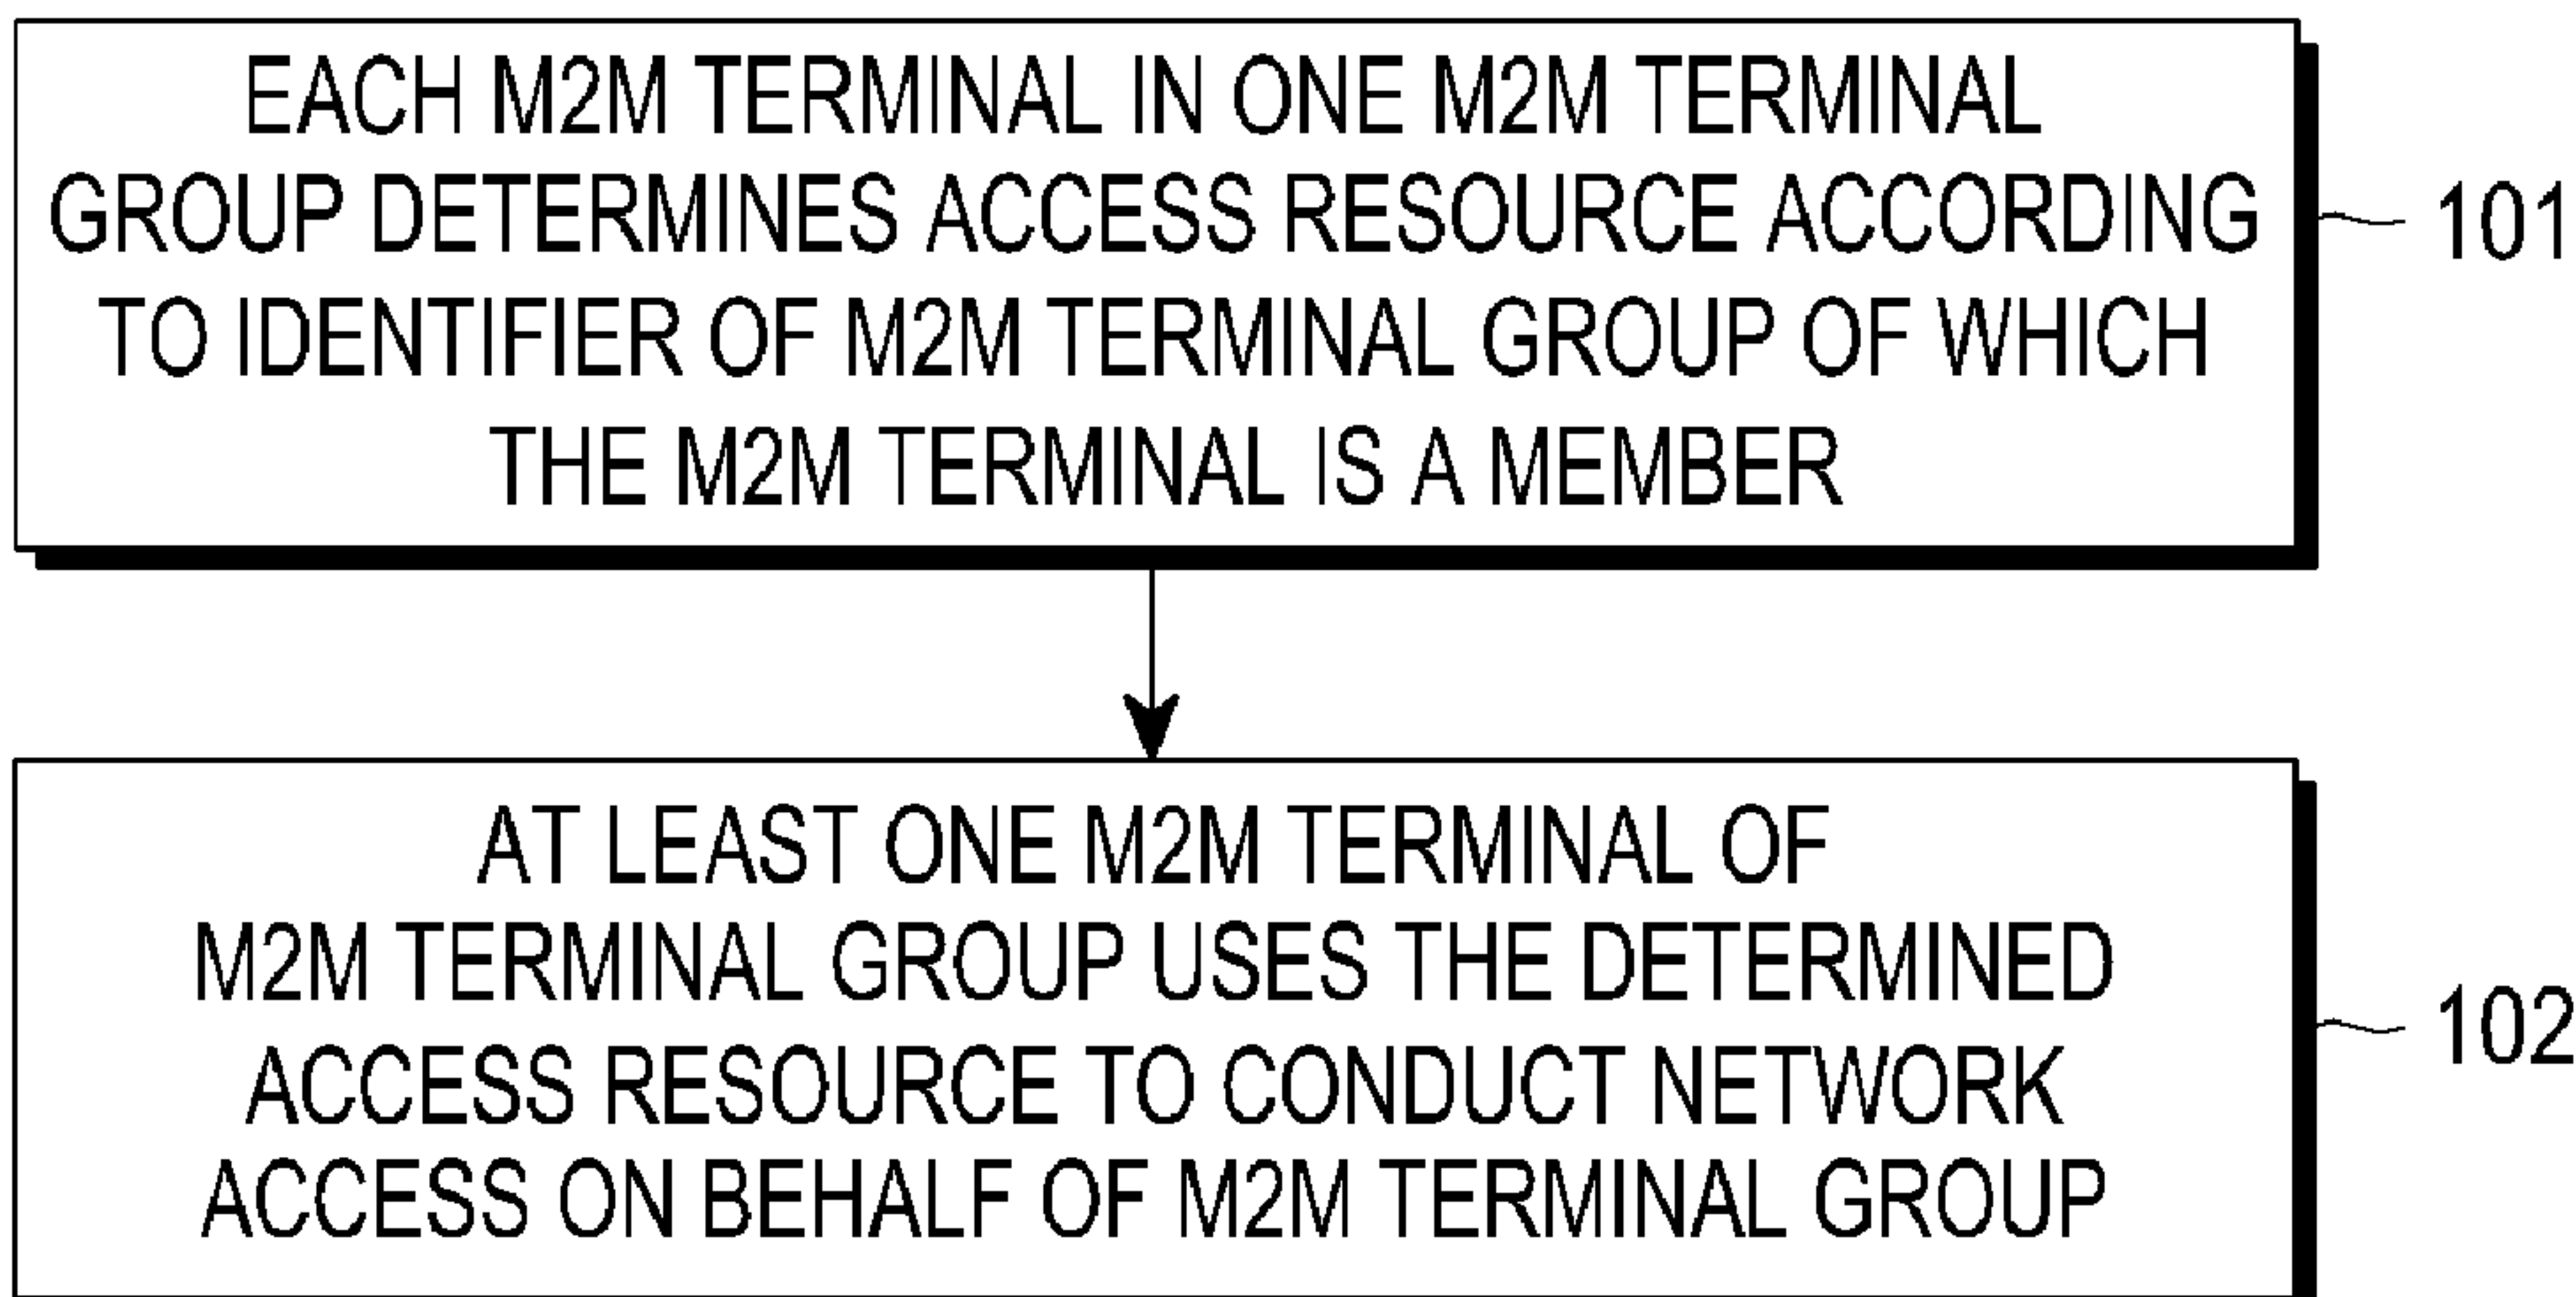 EACH M2M TERMINAL IN ONE M2M TERMINAL
GROUP DETERMINES ACCESS RESOURCE ACCORDING
TO IDENTIFIER OF M2M TERMINAL GROUP OF WHICH
THE M2M TERMINAL IS A MEMBER
101
AT LEAST ONE M2M TERMINAL OF
M2M TERMINAL GROUP USES THE DETERMINED
ACCESS RESOURCE TO CONDUCT NETWORK
ACCESS ON BEHALF OF M2M TERMINAL GROUP
102